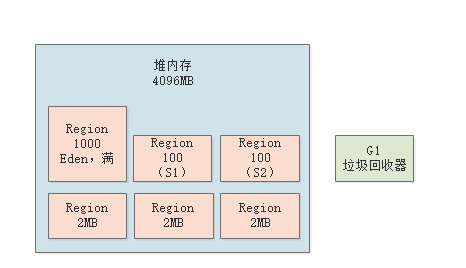 堆内存
4096MB
Region
1000
Eden，满
Region
100
（S1）
Region
100
（S2）
G1
垃圾回收器
Region
2MB
Region
2MB
Region
2MB